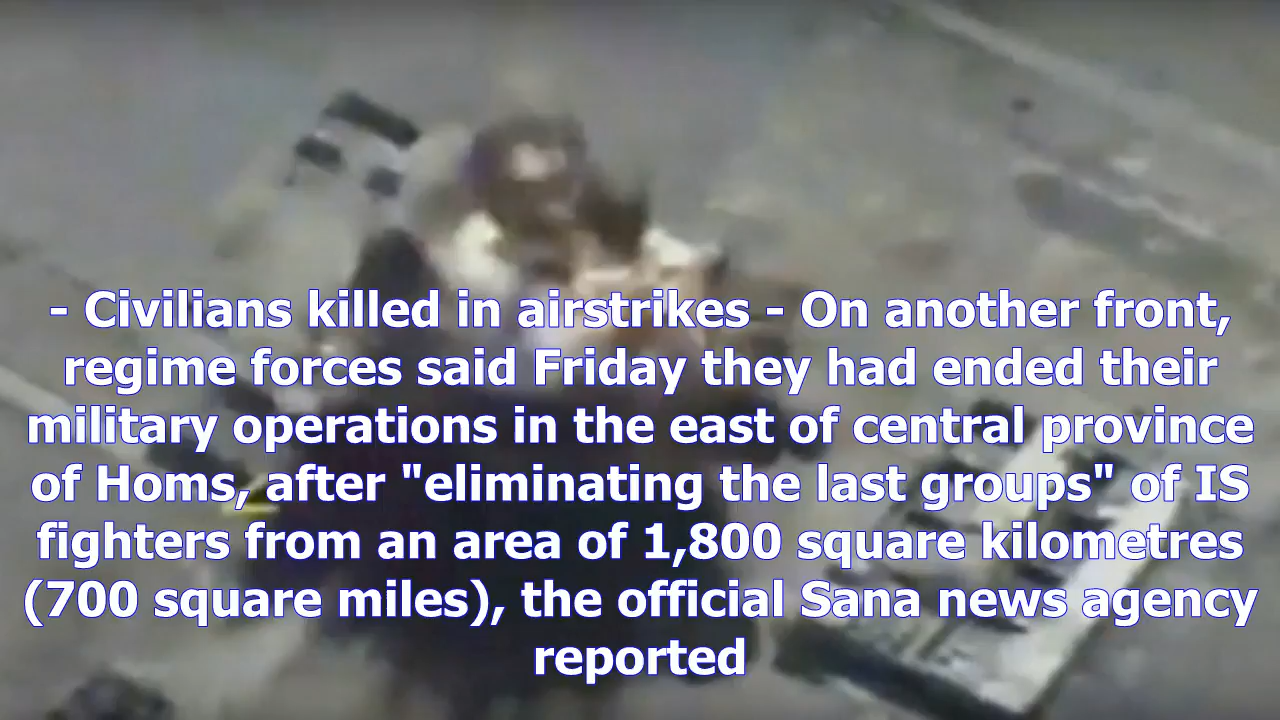 - Civilians killed in airstrikes - On another front,
regime forces said Friday they had ended their
military operations in the east of central province
of Homs, after "eliminating the last groups" of IS
fighters from an area of 1,800 square kilometres
(700 square miles), the official Sana news agency
reported